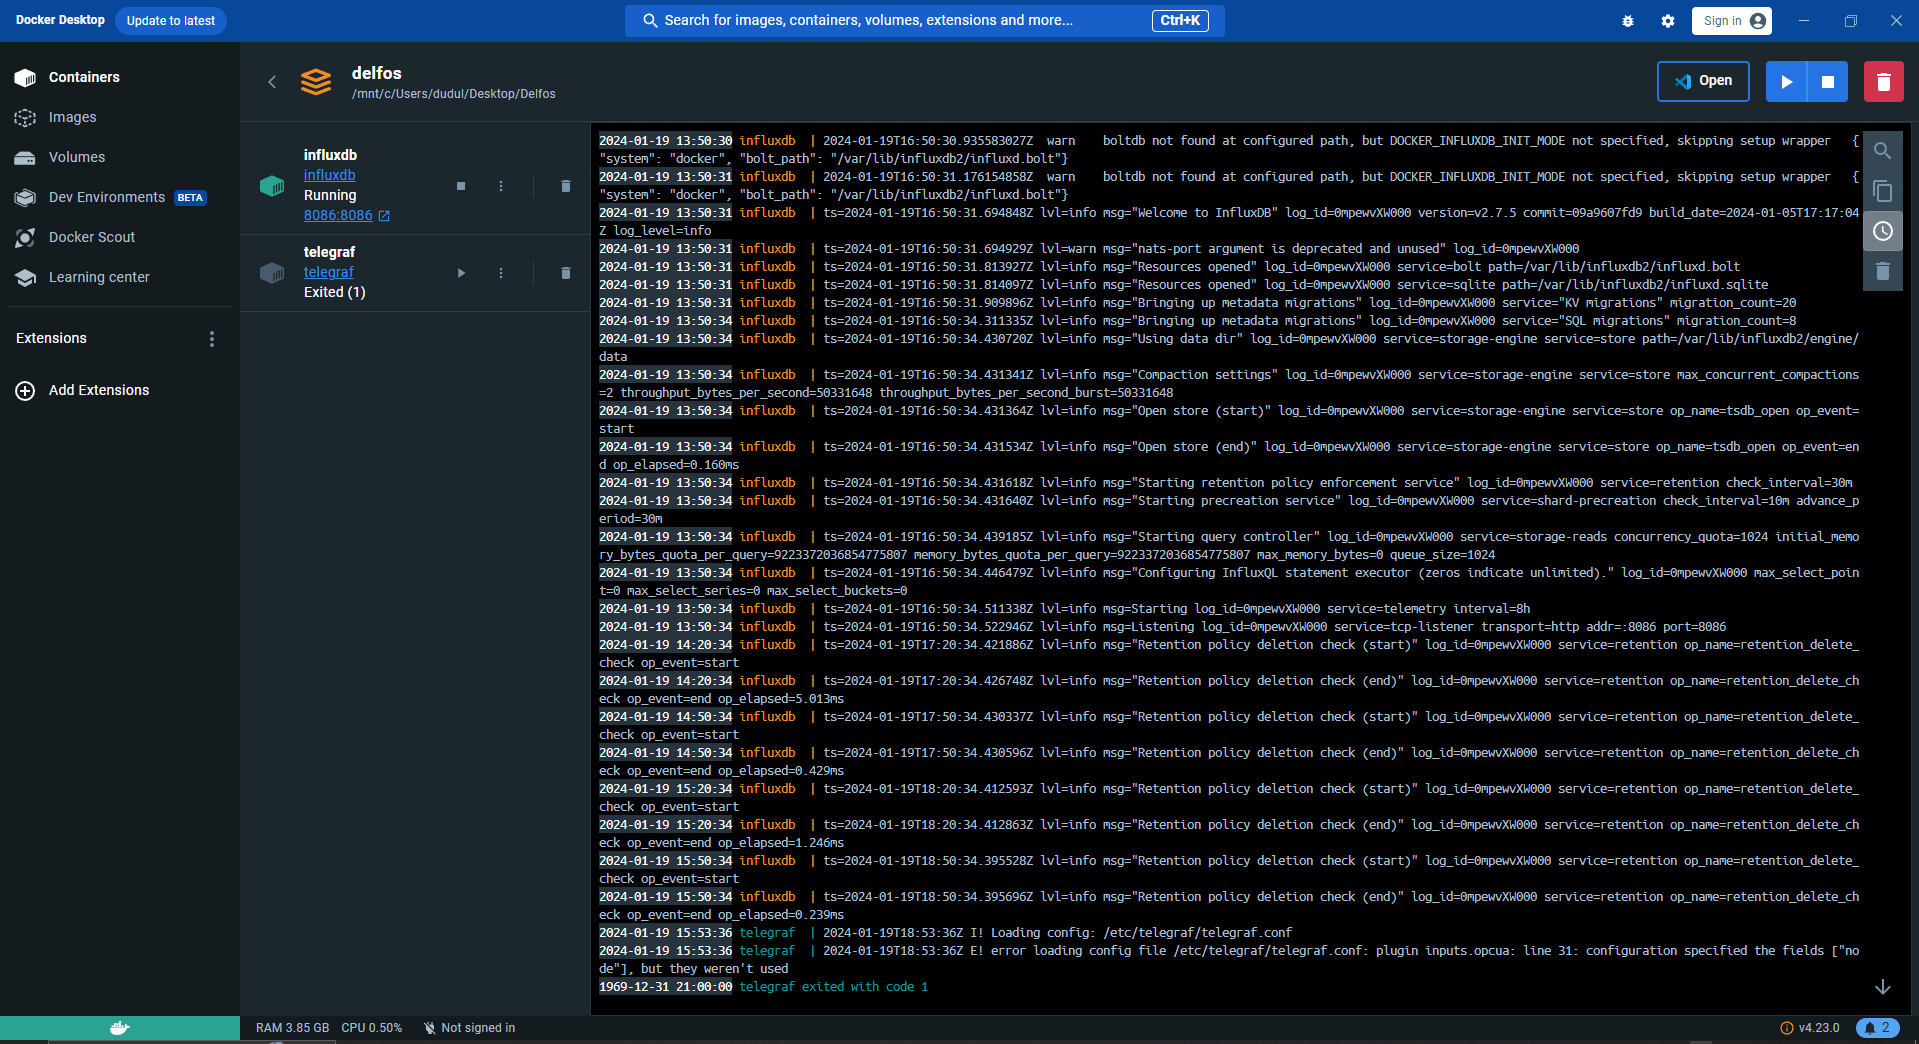 Docker Desktop
Update to latest
Search for images, containers, volumes, extensions and more...
Ctrl+K
Sign in
Containers
Images
Volumes
Dev Environments BETA
Docker Scout
Learning center
Extensions
Add Extensions
delfos
/mnt/c/Users/dudul/Desktop/Delfos
Open
influxdb
influxdb
Running
8086:8086
telegraf
telegraf
Exited (1)
2024-01-19 13:50:30 influxdb | 2024-01-19T16:50:30.935583027Z warn boltdb not found at configured path, but DOCKER_INFLUXDB_INIT_MODE not specified, skipping setup wrapper {
"system": "docker", "bolt_path": "/var/lib/influxdb2/influxd.bolt"}
2024-01-19 13:50:31 influxdb | 2024-01-19T16:50:31.176154858Z warn boltdb not found at configured path, but DOCKER_INFLUXDB_INIT_MODE not specified, skipping setup wrapper {
"system": "docker", "bolt_path": "/var/lib/influxdb2/influxd.bolt"}
2024-01-19 13:50:31 influxdb | ts=2024-01-19T16:50:31.694848Z lvl=info msg="Welcome to InfluxDB" log_id=0mpewvXW000 version=v2.7.5 commit=09a9607fd9 build_date=2024-01-05T17:17:04
Z log_level=info
2024-01-19 13:50:31 influxdb | ts=2024-01-19T16:50:31.694929Z lvl=warn msg="nats-port argument is deprecated and unused" log_id=0mpewvXW000
2024-01-19 13:50:31 influxdb | ts=2024-01-19T16:50:31.813927Z lvl=info msg="Resources opened" log_id=0mpewvXW000 service=bolt path=/var/lib/influxdb2/influxd.bolt
2024-01-19 13:50:31 influxdb | ts=2024-01-19T16:50:31.814097Z lvl=info msg="Resources opened" log_id=0mpewvXW000 service=sqlite path=/var/lib/influxdb2/influxd.sqlite
2024-01-19 13:50:31 influxdb | ts=2024-01-19T16:50:31.909896Z lvl=info msg="Bringing up metadata migrations" log_id=0mpewvXW000 service="KV migrations" migration_count=20
2024-01-19 13:50:34 influxdb | ts=2024-01-19T16:50:34.311335Z lvl=info msg="Bringing up metadata migrations" log_id=0mpewvXW000 service="SQL migrations" migration_count=8
2024-01-19 13:50:34 influxdb | ts=2024-01-19T16:50:34.430720Z lvl=info msg="Using data dir" log_id=0mpewvXW000 service=storage-engine service=store path=/var/lib/influxdb2/engine/
data
2024-01-19 13:50:34 influxdb | ts=2024-01-19T16:50:34.431341Z lvl=info msg="Compaction settings" log_id=0mpewvXW000 service=storage-engine service=store max_concurrent_compactions
=2 throughput_bytes_per_second=50331648 throughput_bytes_per_second_burst=50331648
2024-01-19 13:50:34 influxdb | ts=2024-01-19T16:50:34.431364Z lvl=info msg="Open store (start)" log_id=0mpewvXW000 service=storage-engine service=store op_name=tsdb_open op_event=
start
2024-01-19 13:50:34 influxdb | ts=2024-01-19T16:50:34.431534Z lvl=info msg="Open store (end)" log_id=0mpewvXW000 service=storage-engine service=store op_name=tsdb_open op_event=en
d op_elapsed=0.160ms
2024-01-19 13:50:34 influxdb | ts=2024-01-19T16:50:34.431618Z lvl=info msg="Starting retention policy enforcement service" log_id=0mpewvXW000 service=retention check_interval=30m
2024-01-19 13:50:34 influxdb | ts=2024-01-19T16:50:34.431640Z lvl=info msg="Starting precreation service" log_id=0mpewvXW000 service=shard-precreation check_interval=10m advance_p
eriod=30m
2024-01-19 13:50:34 influxdb | ts=2024-01-19T16:50:34.439185Z lvl=info msg="Starting query controller" log_id=0mpewvXW000 service=storage-reads concurrency_quota=1024 initial_memo
ry_bytes_quota_per_query=9223372036854775807 memory_bytes_quota_per_query=9223372036854775807 max_memory_bytes=0 queue_size=1024
2024-01-19 13:50:34 influxdb | ts=2024-01-19T16:50:34.446479Z lvl=info msg="Configuring InfluxQL statement executor (zeros indicate unlimited)." log_id=0mpewvXW000 max_select_poin
t=0 max_select_series=0 max_select_buckets=0
2024-01-19 13:50:34 influxdb | ts=2024-01-19T16:50:34.511338Z lvl=info msg=Starting log_id=0mpewvXW000 service=telemetry interval=8h
2024-01-19 13:50:34 influxdb | ts=2024-01-19T16:50:34.522946Z lvl=info msg=Listening log_id=0mpewvXW000 service=tcp-listener transport=http addr=:8086 port=8086
2024-01-19 14:20:34 influxdb | ts=2024-01-19T17:20:34.421886Z lvl=info msg="Retention policy deletion check (start)" log_id=0mpewvXW000 service=retention op_name=retention_delete_
check op_event=start
2024-01-19 14:20:34 influxdb | ts=2024-01-19T17:20:34.426748Z lvl=info msg="Retention policy deletion check (end)" log_id=0mpewvXW000 service=retention op_name=retention_delete_ch
eck op_event=end op_elapsed=5.013ms
2024-01-19 14:50:34 influxdb | ts=2024-01-19T17:50:34.430337Z lvl=info msg="Retention policy deletion check (start)" log_id=0mpewvXW000 service=retention op_name=retention_delete_
check op_event=start
2024-01-19 14:50:34 influxdb | ts=2024-01-19T17:50:34.430596Z lvl=info msg="Retention policy deletion check (end)" log_id=0mpewvXW000 service=retention op_name=retention_delete_ch
eck op_event=end op_elapsed=0.429ms
2024-01-19 15:20:34 influxdb | ts=2024-01-19T18:20:34.412593Z lvl=info msg="Retention policy deletion check (start)" log_id=0mpewvXW000 service=retention op_name=retention_delete_
check op_event=start
2024-01-19 15:20:34 influxdb | ts=2024-01-19T18:20:34.412863Z lvl=info msg="Retention policy deletion check (end)" log_id=0mpewvXW000 service=retention op_name=retention_delete_ch
eck op_event=end op_elapsed=1.246ms
2024-01-19 15:50:34 influxdb | ts=2024-01-19T18:50:34.395528Z lvl=info msg="Retention policy deletion check (start)" log_id=0mpewvXW000 service=retention op_name=retention_delete_
check op_event=start
2024-01-19 15:50:34 influxdb | ts=2024-01-19T18:50:34.395696Z lvl=info msg="Retention policy deletion check (end)" log_id=0mpewvXW000 service=retention op_name=retention_delete_ch
eck op_event=end op_elapsed=0.239ms
2024-01-19 15:53:36 telegraf | 2024-01-19T18:53:36Z I! Loading config: /etc/telegraf/telegraf.conf
2024-01-19 15:53:36 telegraf | 2024-01-19T18:53:36Z E! error loading config file /etc/telegraf/telegraf.conf: plugin inputs.opcua: line 31: configuration specified the fields ["no
de"], but they weren't used
1969-12-31 21:00:00 telegraf exited with code 1
RAM 3.85 GB CPU 0.50% Not signed in
v4.23.0
2